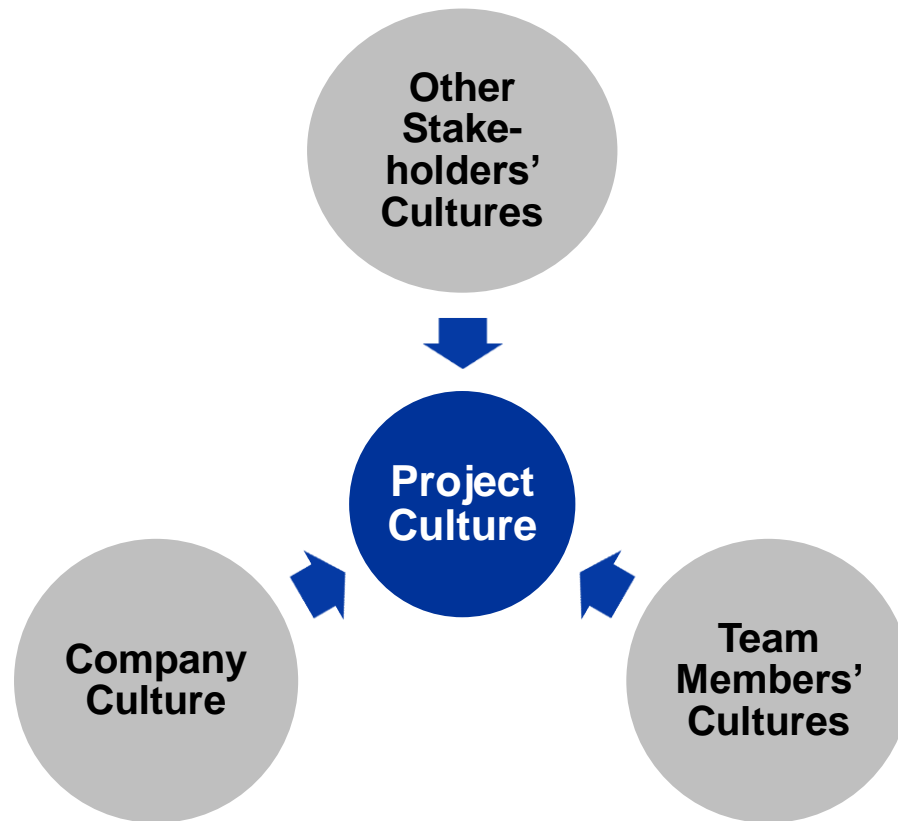 Other
Stake-
holders’
Cultures
Project
Culture
Company
Culture
Team
Members’
Cultures